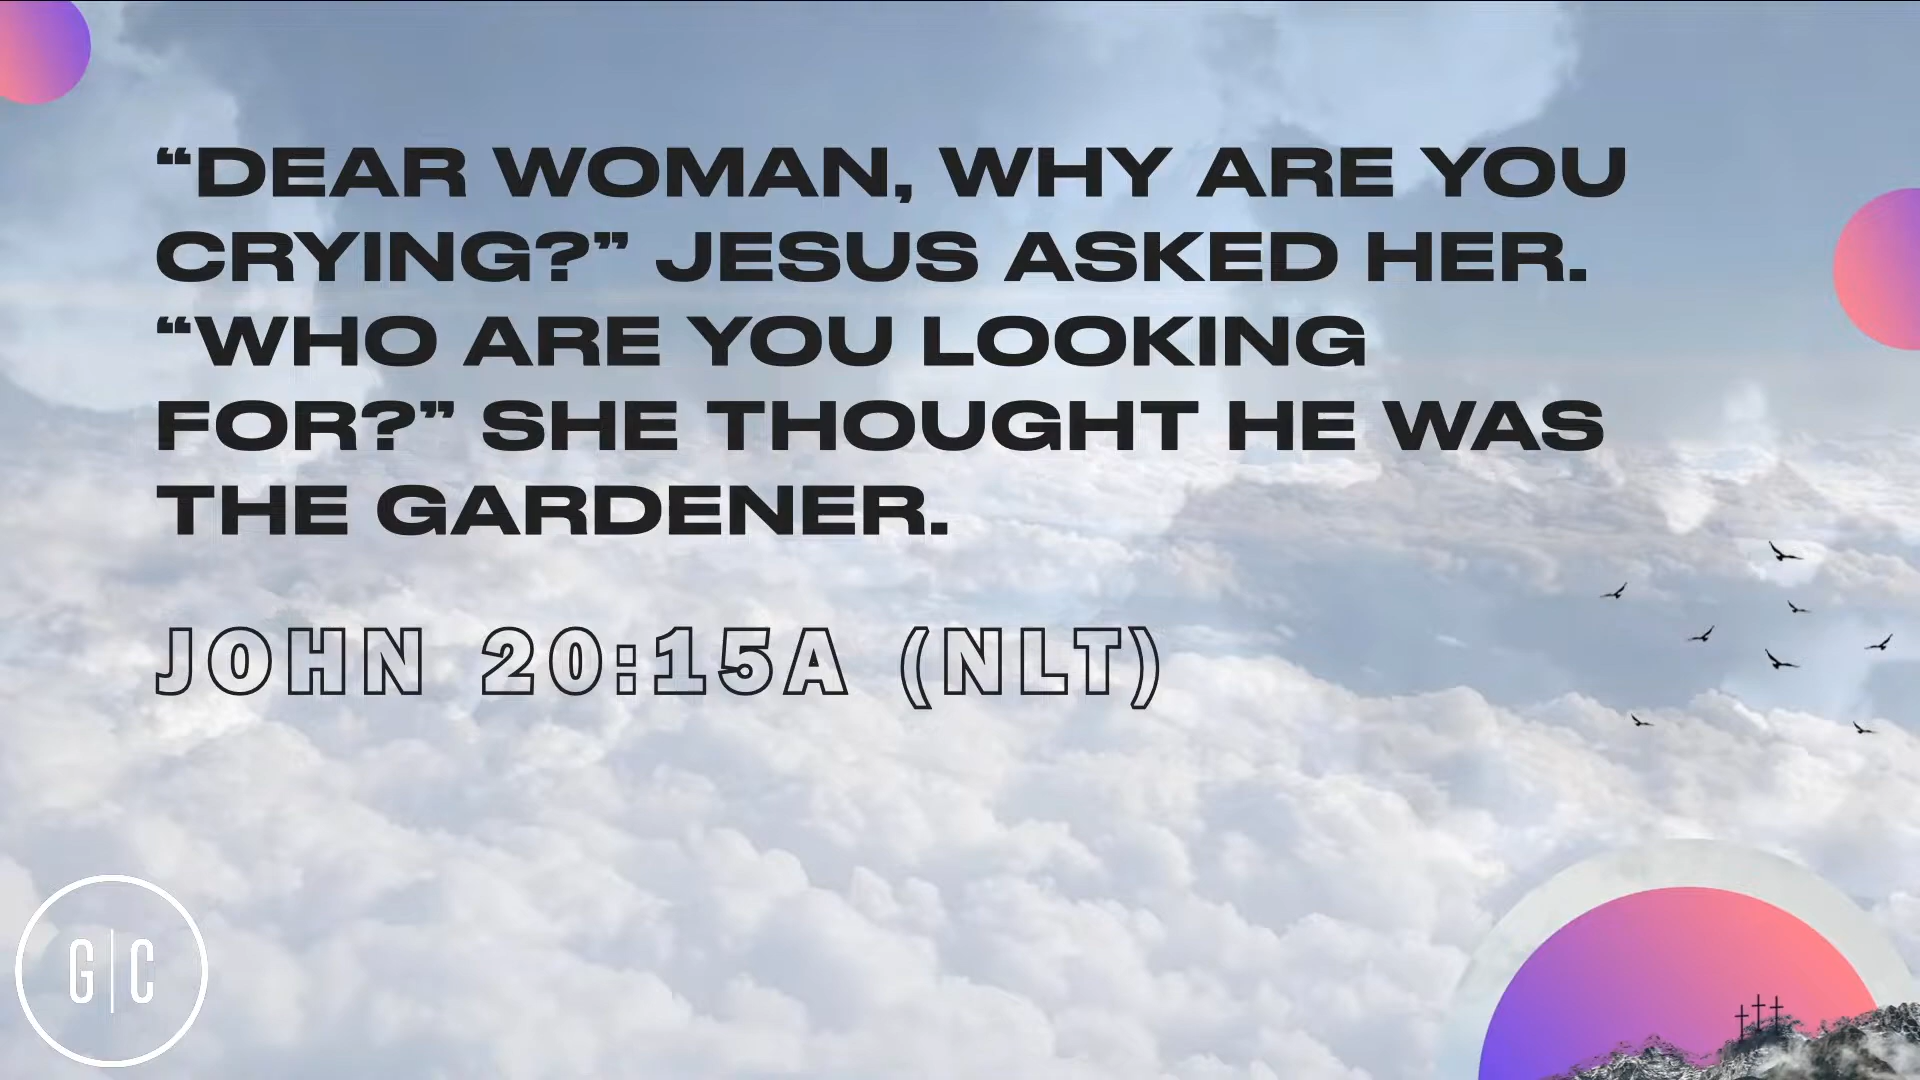 “DEAR WOMAN, WHY ARE YOU
CRYING?” JESUS ASKED HER.
“WHO ARE YOU LOOKING
FOR?” SHE THOUGHT HE WAS
THE GARDENER.
JOHN 20:15A (NLT)
G|C